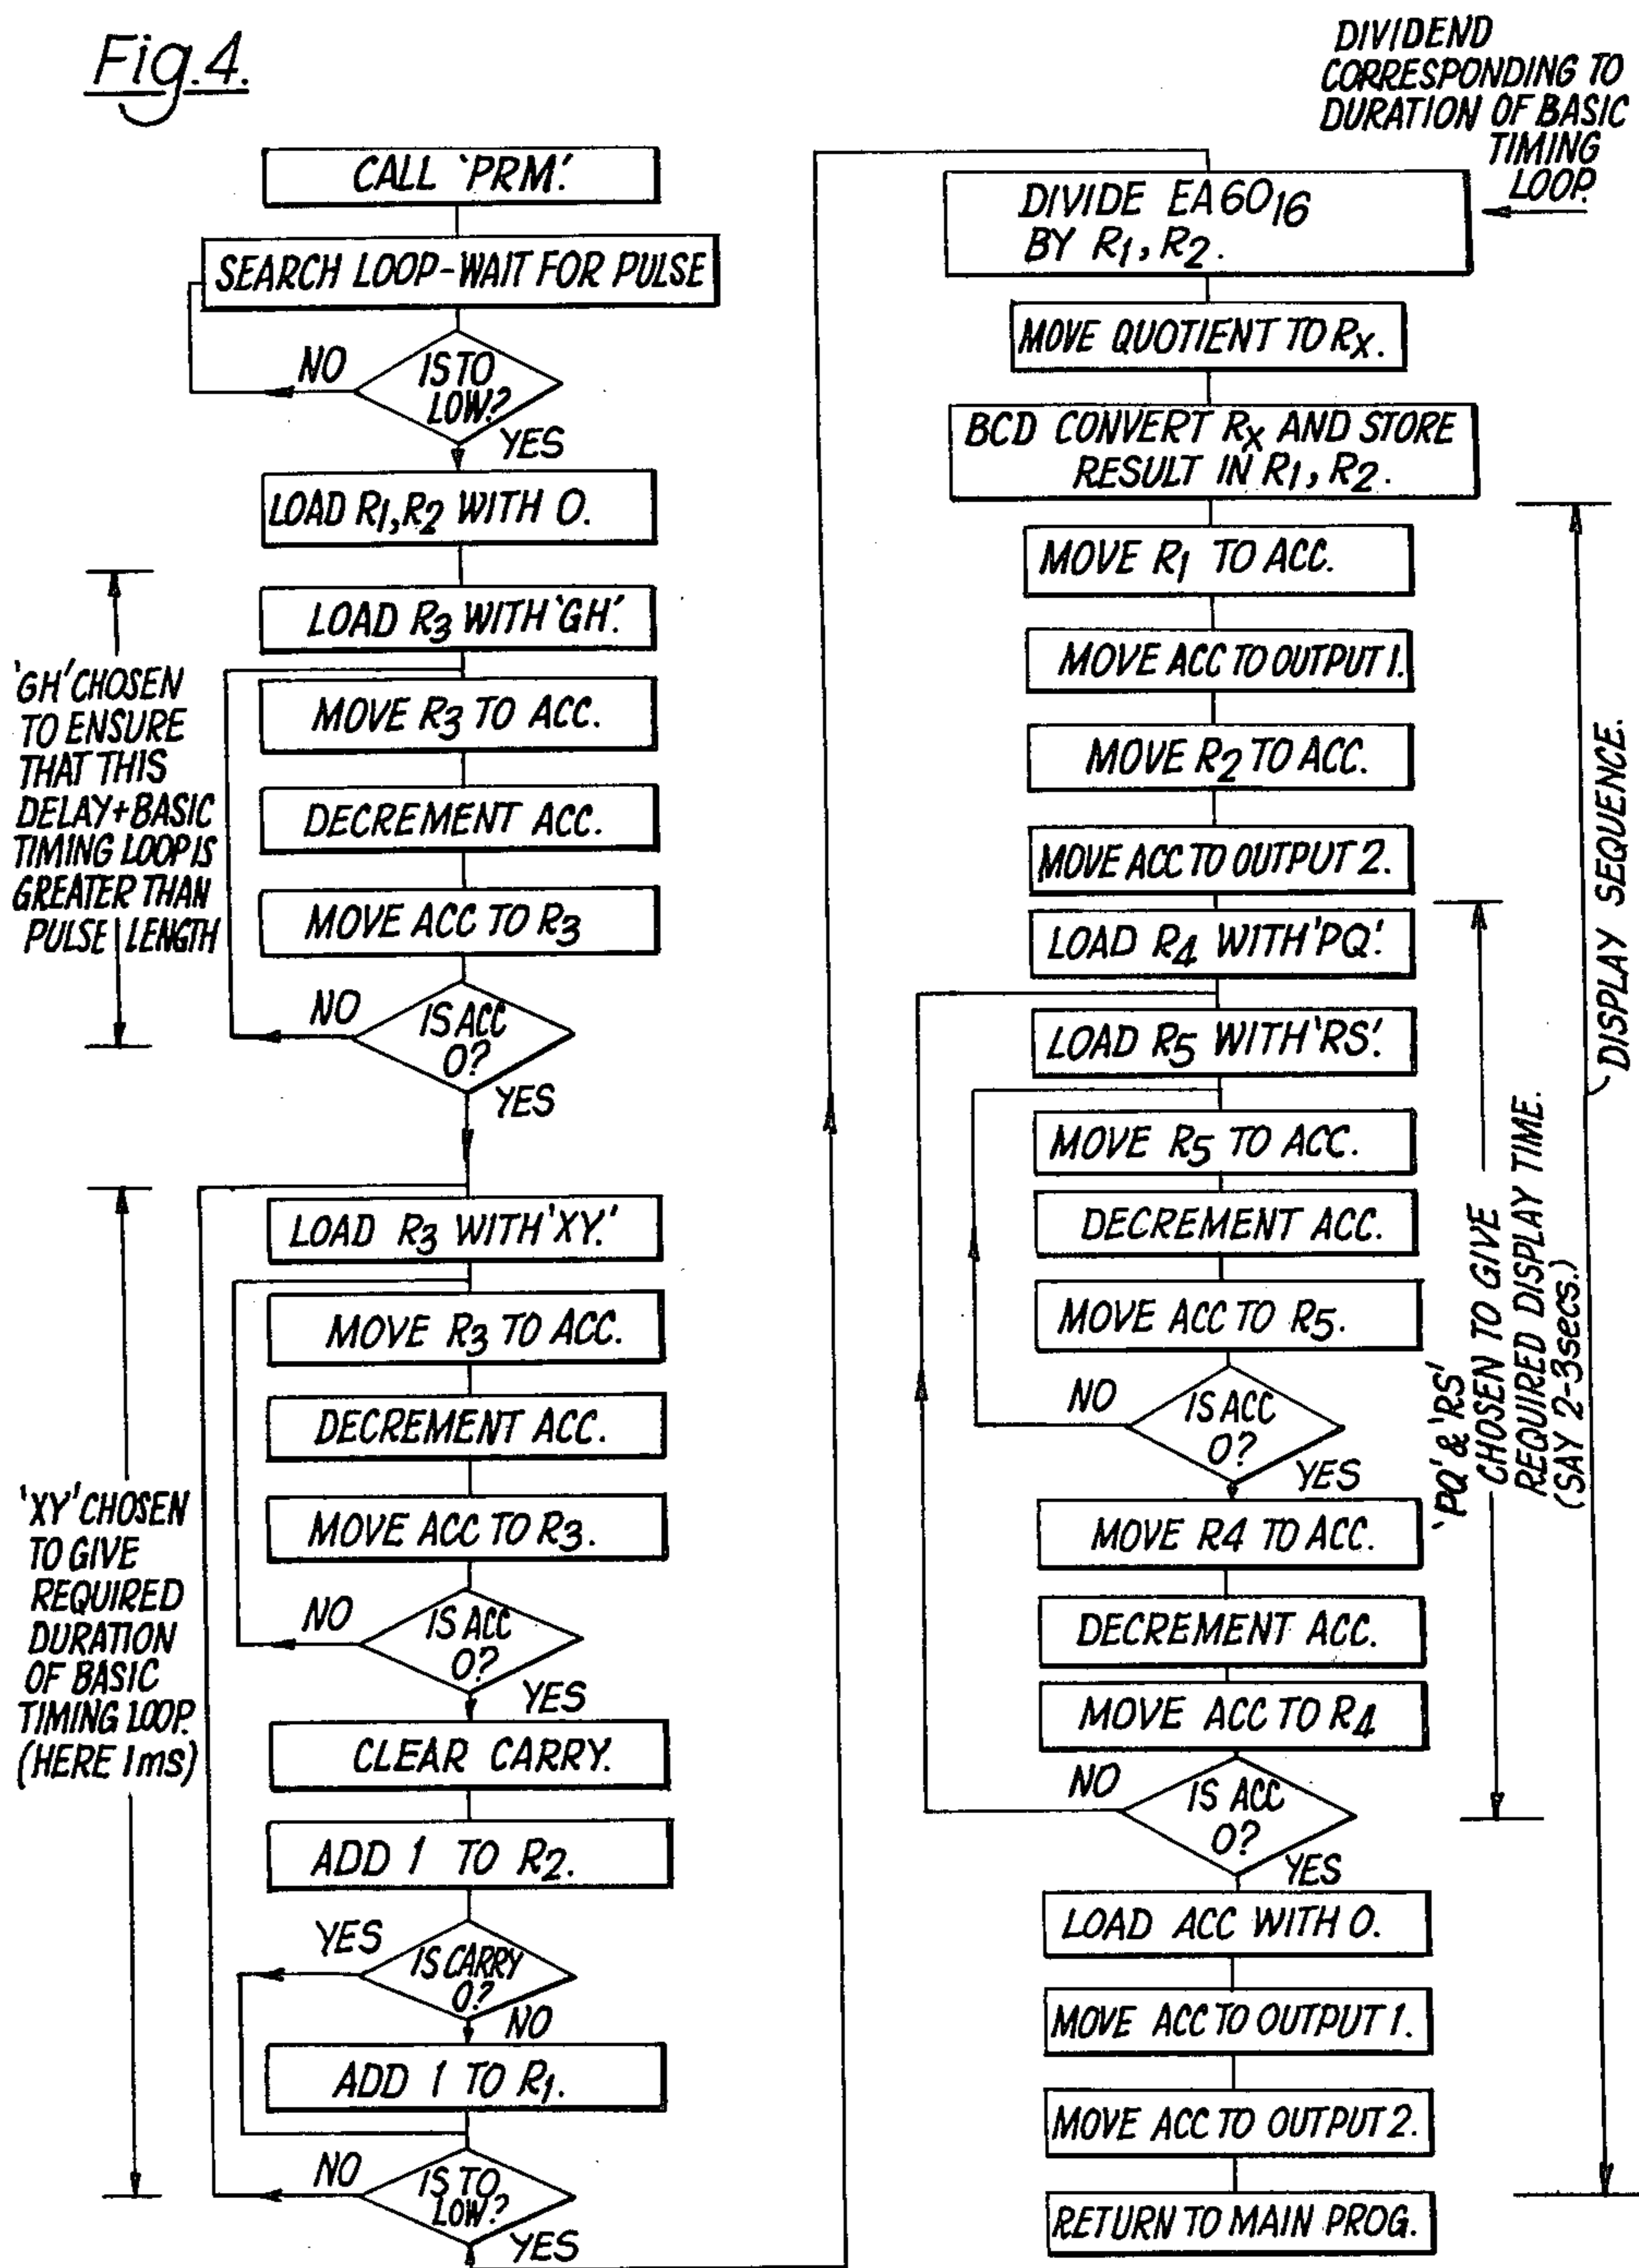 Fig.4.
CALL 'PRM'.
SEARCH LOOP-WAIT FOR PULSE
NO
IS TO
LOW?
YES
LOAD R1,R2 WITH 0.
LOAD R3 WITH 'GH'.
MOVE R3 TO ACC.
DECREMENT ACC.
MOVE ACC TO R3
NO
IS ACC
0?
YES
'GH' CHOSEN
TO ENSURE
THAT THIS
DELAY+BASIC
TIMING LOOP IS
GREATER THAN
PULSE LENGTH
LOAD R3 WITH 'XY'.
MOVE R3 TO ACC.
DECREMENT ACC.
MOVE ACC TO R3.
NO
IS ACC
0?
YES
CLEAR CARRY.
ADD 1 TO R2.
YES
IS CARRY
0?
NO
ADD 1 TO R1.
NO
IS TO
LOW?
YES
'XY' CHOSEN
TO GIVE
REQUIRED
DURATION
OF BASIC
TIMING LOOP.
(HERE 1ms)
DIVIDEND
CORRESPONDING TO
DURATION OF BASIC
TIMING
LOOP.
DIVIDE EA6016
BY R1, R2.
MOVE QUOTIENT TO RX.
BCD CONVERT RX AND STORE
RESULT IN R1, R2.
MOVE R1 TO ACC.
MOVE ACC TO OUTPUT 1.
MOVE R2 TO ACC.
MOVE ACC TO OUTPUT 2.
LOAD R4 WITH 'PQ'.
LOAD R5 WITH 'RS'.
MOVE R5 TO ACC.
DECREMENT ACC.
MOVE ACC TO R5.
NO
IS ACC
0?
YES
MOVE R4 TO ACC.
DECREMENT ACC.
MOVE ACC TO R4
NO
IS ACC
0?
YES
LOAD ACC WITH 0.
MOVE ACC TO OUTPUT 1.
MOVE ACC TO OUTPUT 2.
RETURN TO MAIN PROG.
'PQ' & 'RS'
CHOSEN TO GIVE
REQUIRED DISPLAY TIME.
(SAY 2-3secs.)
DISPLAY SEQUENCE.